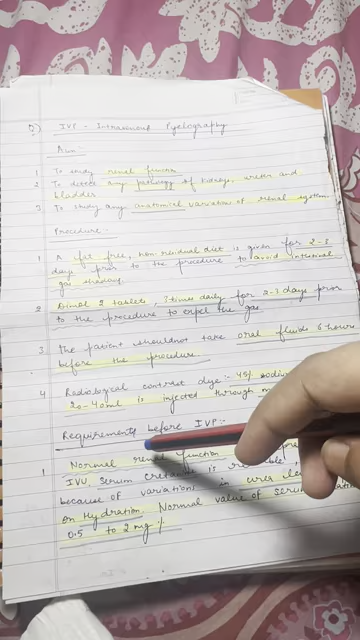 IVP - Intravenous Pyelography
Aim :-
1 To study renal function
2 To detect any pathology of kidneys, ureter and
bladder
3 To study any anatomical variation of renal system.
Procedure :-
1 A fat free, non residual diet is given for 2-3
days prior to the procedure to avoid intestinal
gas shadow.
2 2 tablets, 3 times daily for 2-3 days prior
to the procedure to expel the gas.
3 The patient should not take oral fluids 6 hours
before the procedure
4 Radiological contrast dye :- 45%
20-40 ml is injected through
Requirements before IVP :-
1 Normal renal function
IVU, serum is
because of variations in urea
on Hydration. Normal value of serum
0.5 to 2 mg %